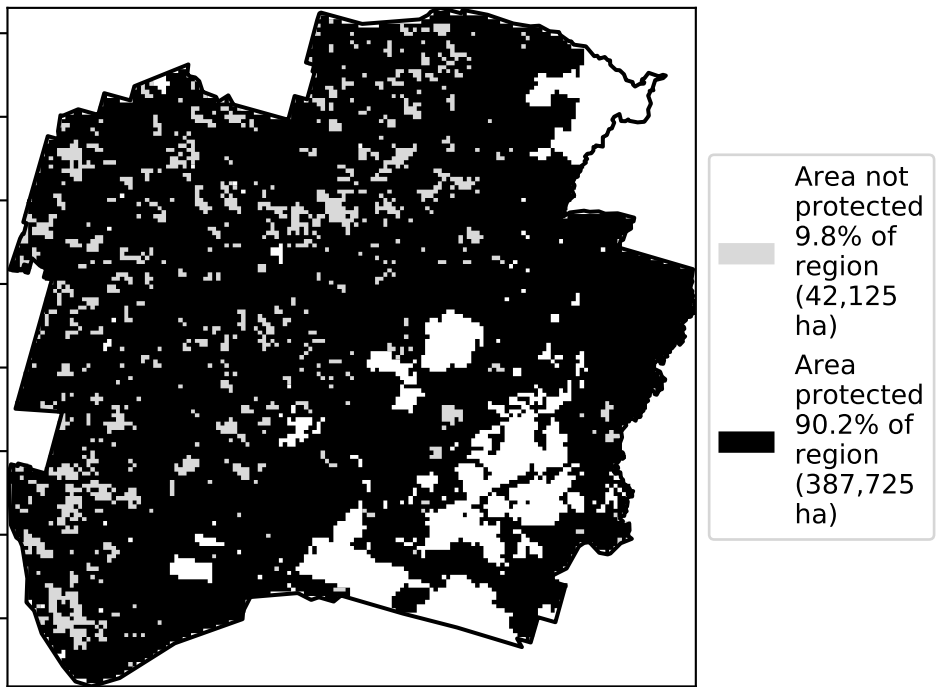 Area not
protected
9.8% of
region
(42,125
ha)
Area
protected
90.2% of
region
(387,725
ha)